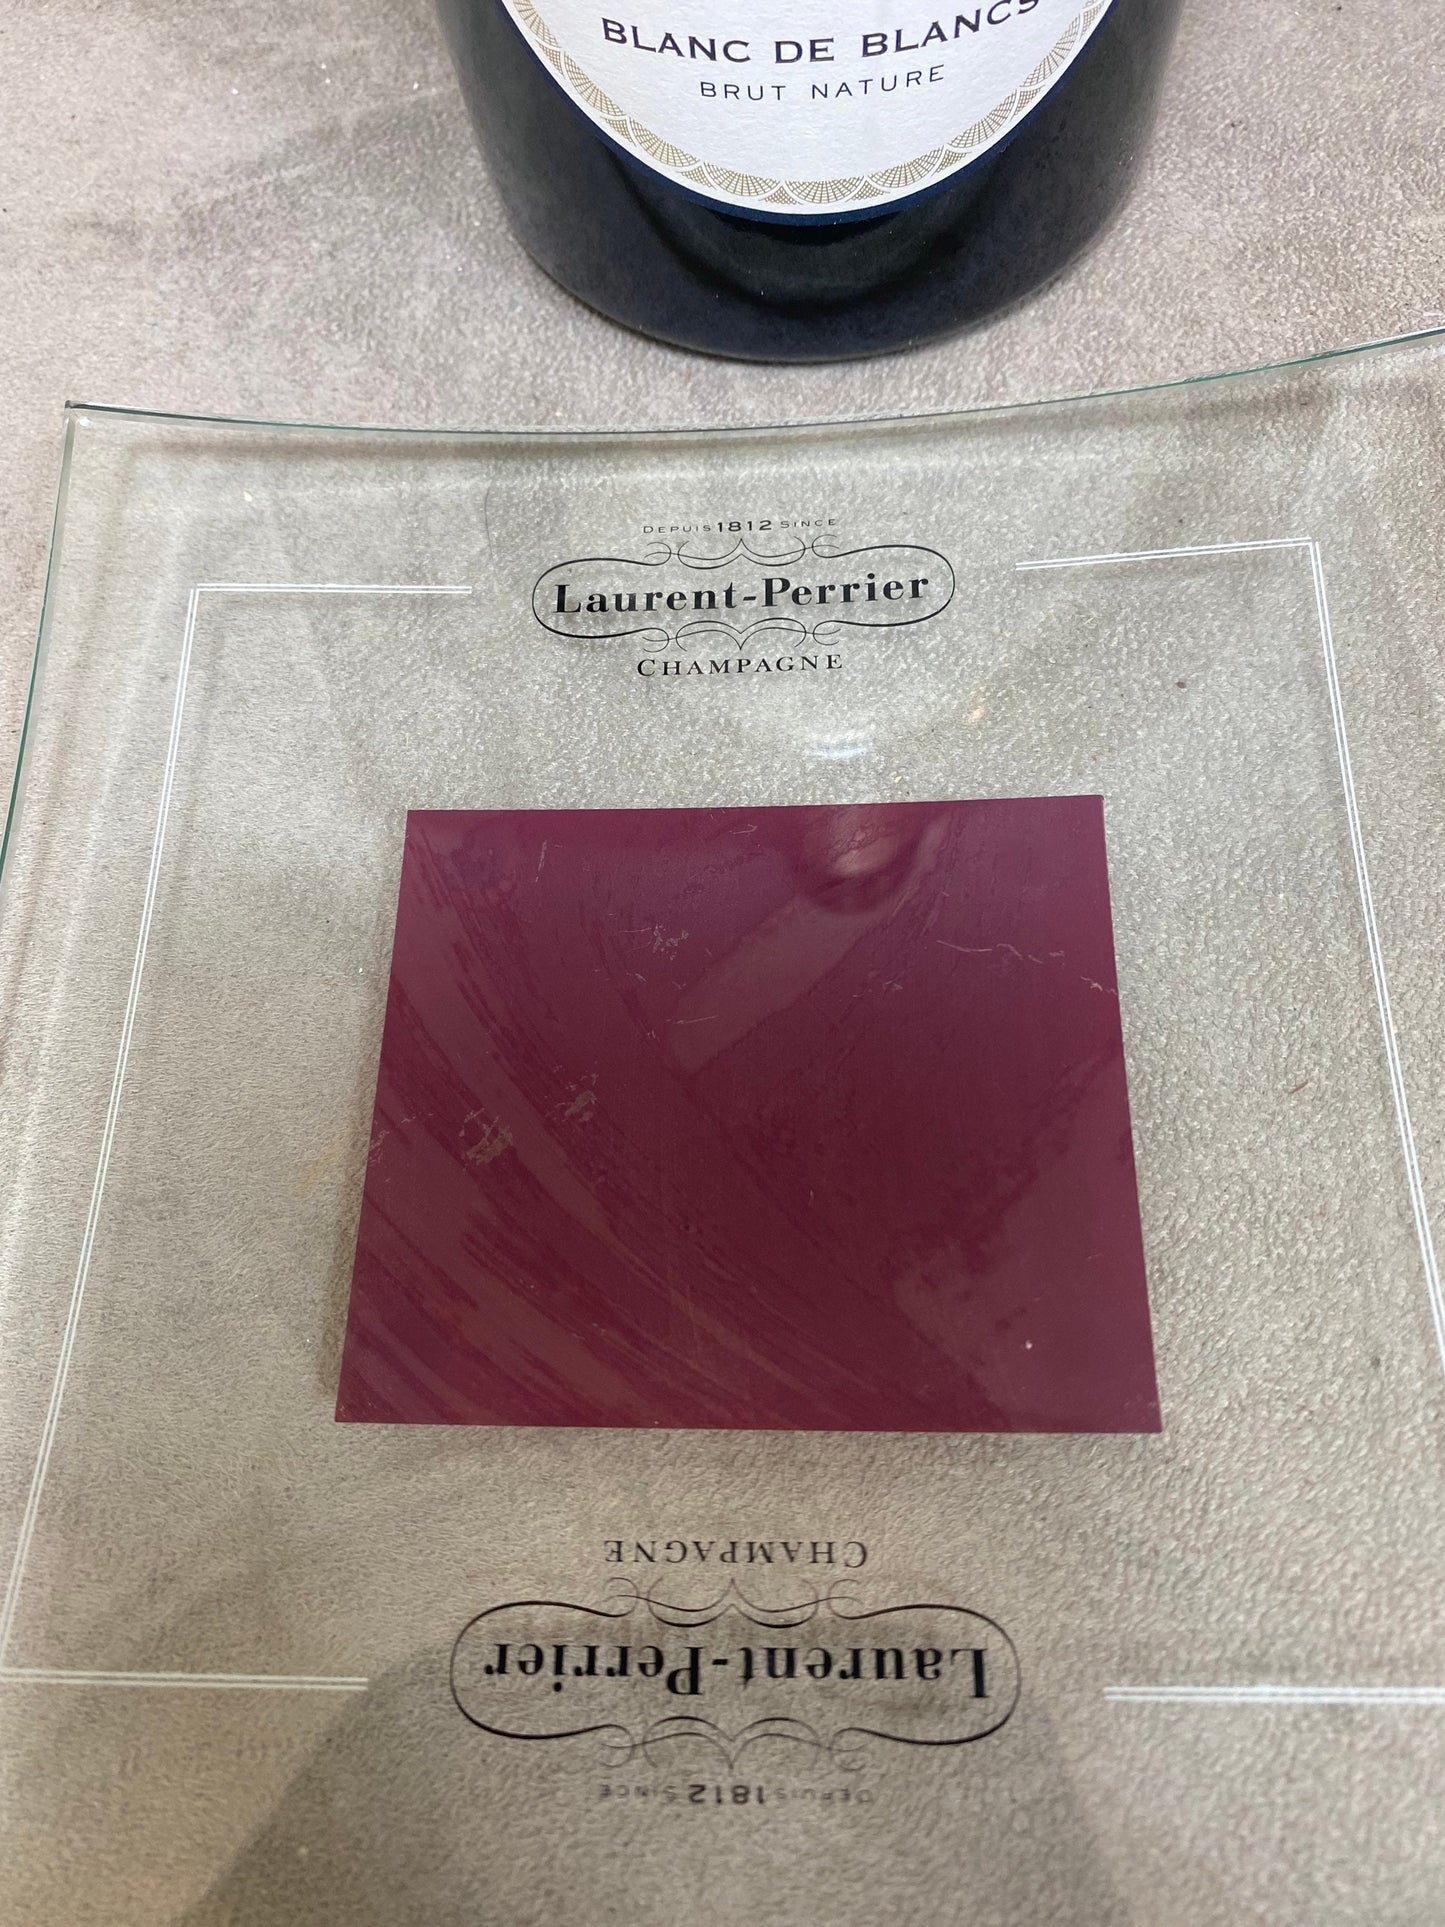 BLANC DE BLANCS
BRUT NATURE
DEPUIS 1812 SINCE
Laurent-Perrier
CHAMPAGNE
CHAMPAGNE
Laurent-Perrier
DEPUIS 1812 SINCE